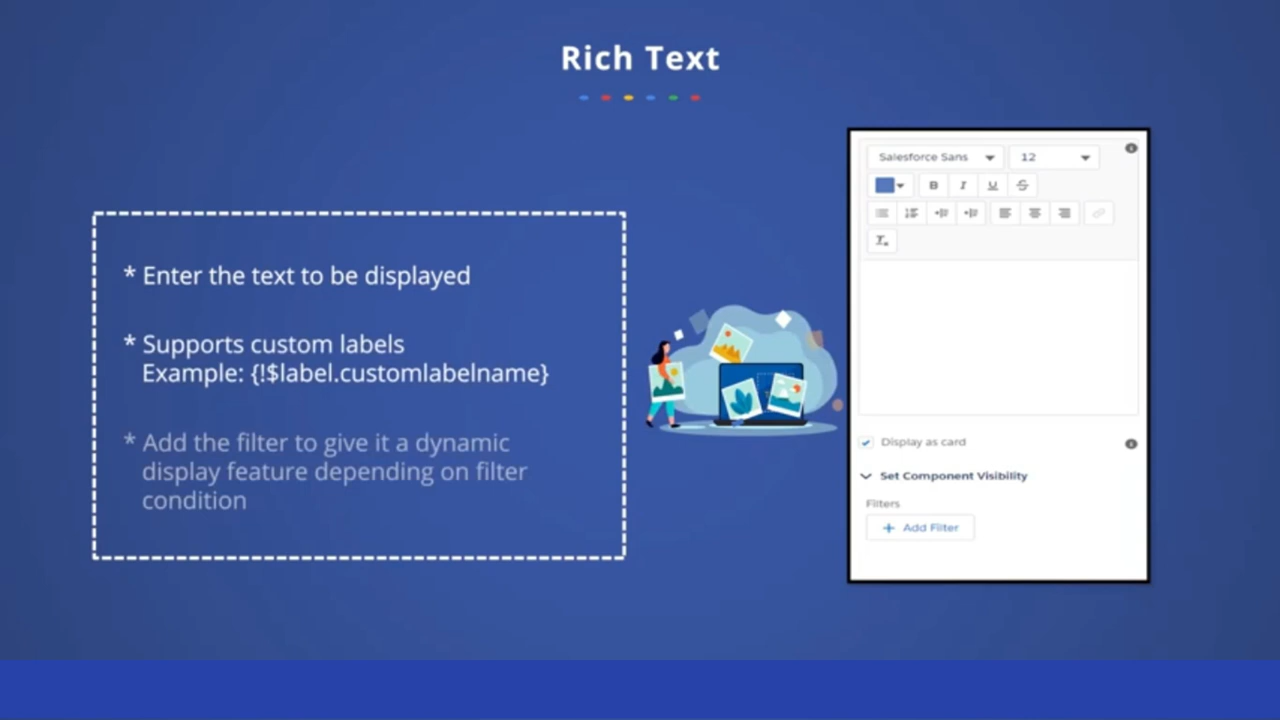 Rich Text
* Enter the text to be displayed
* Supports custom labels
Example: {!$label.customlabelname}
* Add the filter to give it a dynamic
display feature depending on filter
condition
Salesforce Sans
12
B
I
U
S
Display as card
Set Component Visibility
Filters
+ Add Filter